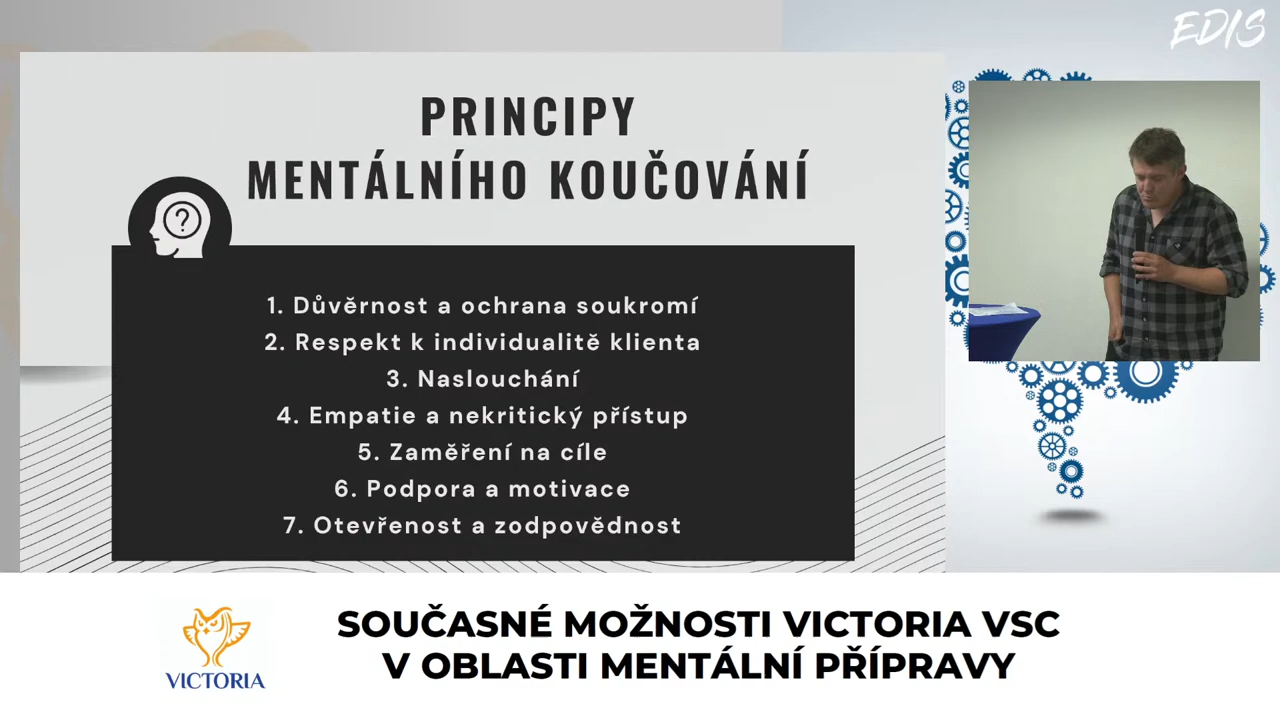 EDIS
PRINCIPY
MENTÁLNÍHO KOUČOVÁNÍ
?
1. Důvěrnost a ochrana soukromí
2. Respekt k individualitě klienta
3. Naslouchání
4. Empatie a nekritický přístup
5. Zaměření na cíle
6. Podpora a motivace
7. Otevřenost a zodpovědnost
VICTORIA
SOUČASNÉ MOŽNOSTI VICTORIA VSC
V OBLASTI MENTÁLNÍ PŘÍPRAVY